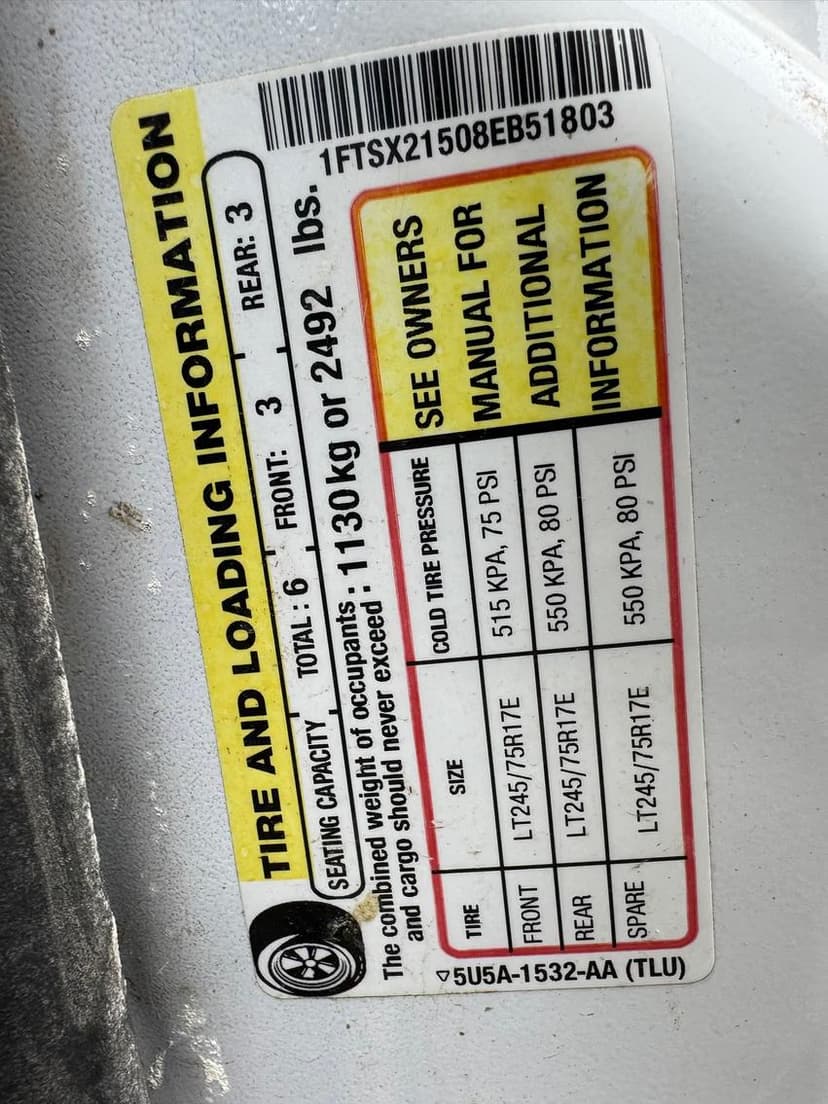 1FTSX21508EB51803
TIRE AND LOADING INFORMATION
SEATING CAPACITY TOTAL : 6 FRONT: 3 REAR: 3
The combined weight of occupants
and cargo should never exceed : 1130 kg or 2492 lbs.
TIRE SIZE COLD TIRE PRESSURE
FRONT LT245/75R17E 515 KPA, 75 PSI
REAR LT245/75R17E 550 KPA, 80 PSI
SPARE LT245/75R17E 550 KPA, 80 PSI
SEE OWNERS
MANUAL FOR
ADDITIONAL
INFORMATION
5U5A-1532-AA (TLU)